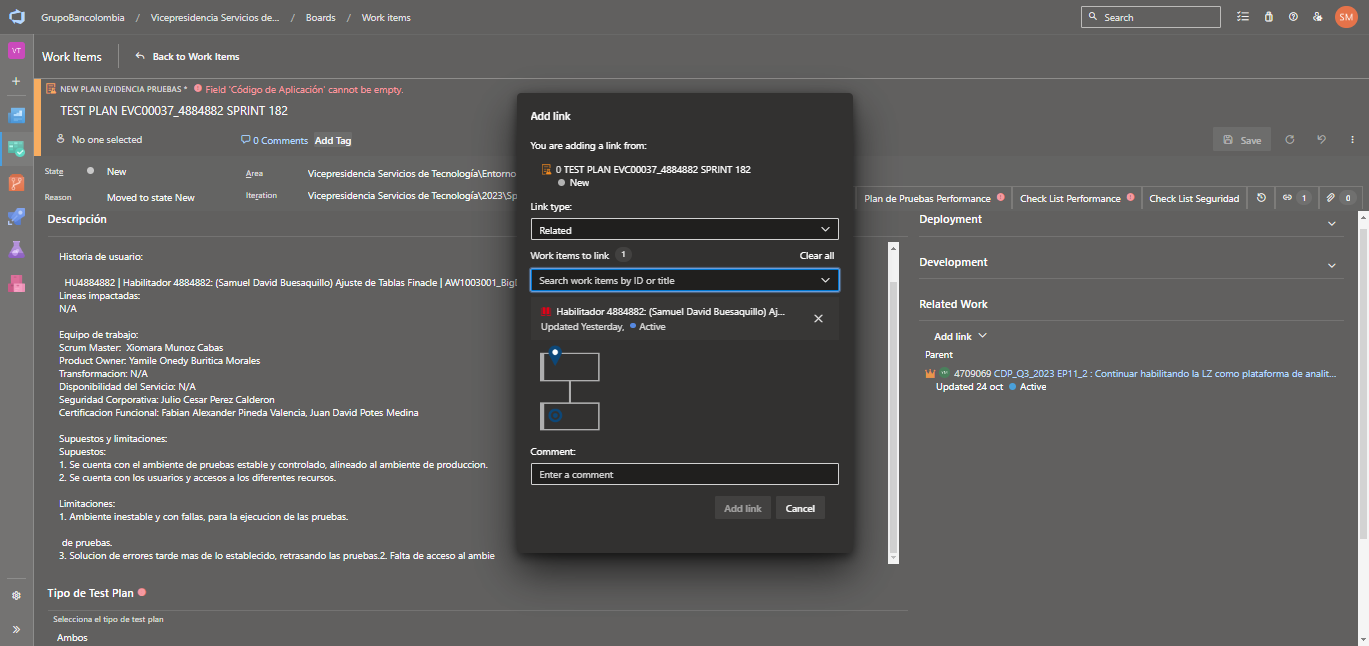 GrupoBancolombia / Vicepresidencia Servicios de... / Boards / Work items
Search
SM
VT
Work Items
Back to Work Items
NEW PLAN EVIDENCIA PRUEBAS * Field 'Código de Aplicación' cannot be empty.
TEST PLAN EVC00037_4884882 SPRINT 182
No one selected
0 Comments
Add Tag
Save
State
New
Area
Vicepresidencia Servicios de Tecnología\Entorno
Reason
Moved to state New
Iteration
Vicepresidencia Servicios de Tecnología\2023\Sp
Plan de Pruebas Performance
Check List Performance
Check List Seguridad
1
0
Descripción
Historia de usuario:
HU4884882 | Habilitador 4884882: (Samuel David Buesaquillo) Ajuste de Tablas Finacle | AW1003001_Big
Lineas impactadas:
N/A
Equipo de trabajo:
Scrum Master: Xiomara Munoz Cabas
Product Owner: Yamile Onedy Buritica Morales
Transformacion: N/A
Disponibilidad del Servicio: N/A
Seguridad Corporativa: Julio Cesar Perez Calderon
Certificacion Funcional: Fabian Alexander Pineda Valencia, Juan David Potes Medina
Supuestos y limitaciones:
Supuestos:
1. Se cuenta con el ambiente de pruebas estable y controlado, alineado al ambiente de produccion.
2. Se cuenta con los usuarios y accesos a los diferentes recursos.
Limitaciones:
1. Ambiente inestable y con fallas, para la ejecucion de las pruebas.
de pruebas.
3. Solucion de errores tarde mas de lo establecido, retrasando las pruebas.2. Falta de acceso al ambie
Tipo de Test Plan
Selecciona el tipo de test plan
Ambos
Add link
You are adding a link from:
0 TEST PLAN EVC00037_4884882 SPRINT 182
New
Link type:
Related
Work items to link 1
Clear all
Search work items by ID or title
Habilitador 4884882: (Samuel David Buesaquillo) Aj...
Updated Yesterday, Active
Comment:
Enter a comment
Add link
Cancel
Deployment
Development
Related Work
Add link
Parent
4709069 CDP_Q3_2023 EP11_2 : Continuar habilitando la LZ como plataforma de analit...
Updated 24 oct Active